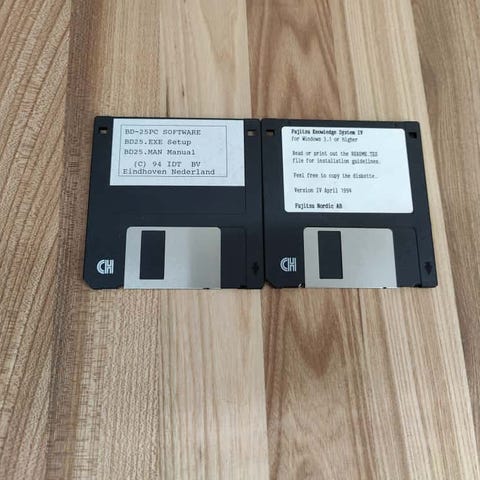 BD-25PC SOFTWARE
BD25.EXE Setup
BD25.MAN Manual
(C) 94 IDT BV
Eindhoven Nederland
Fujitsu Knowledge System IV
for Windows 3.1 or higher
Read or print out the README.TXT
file for installation guidelines.
Feel free to copy the diskette.
Version IV April 1994
Fujitsu Nordic AB